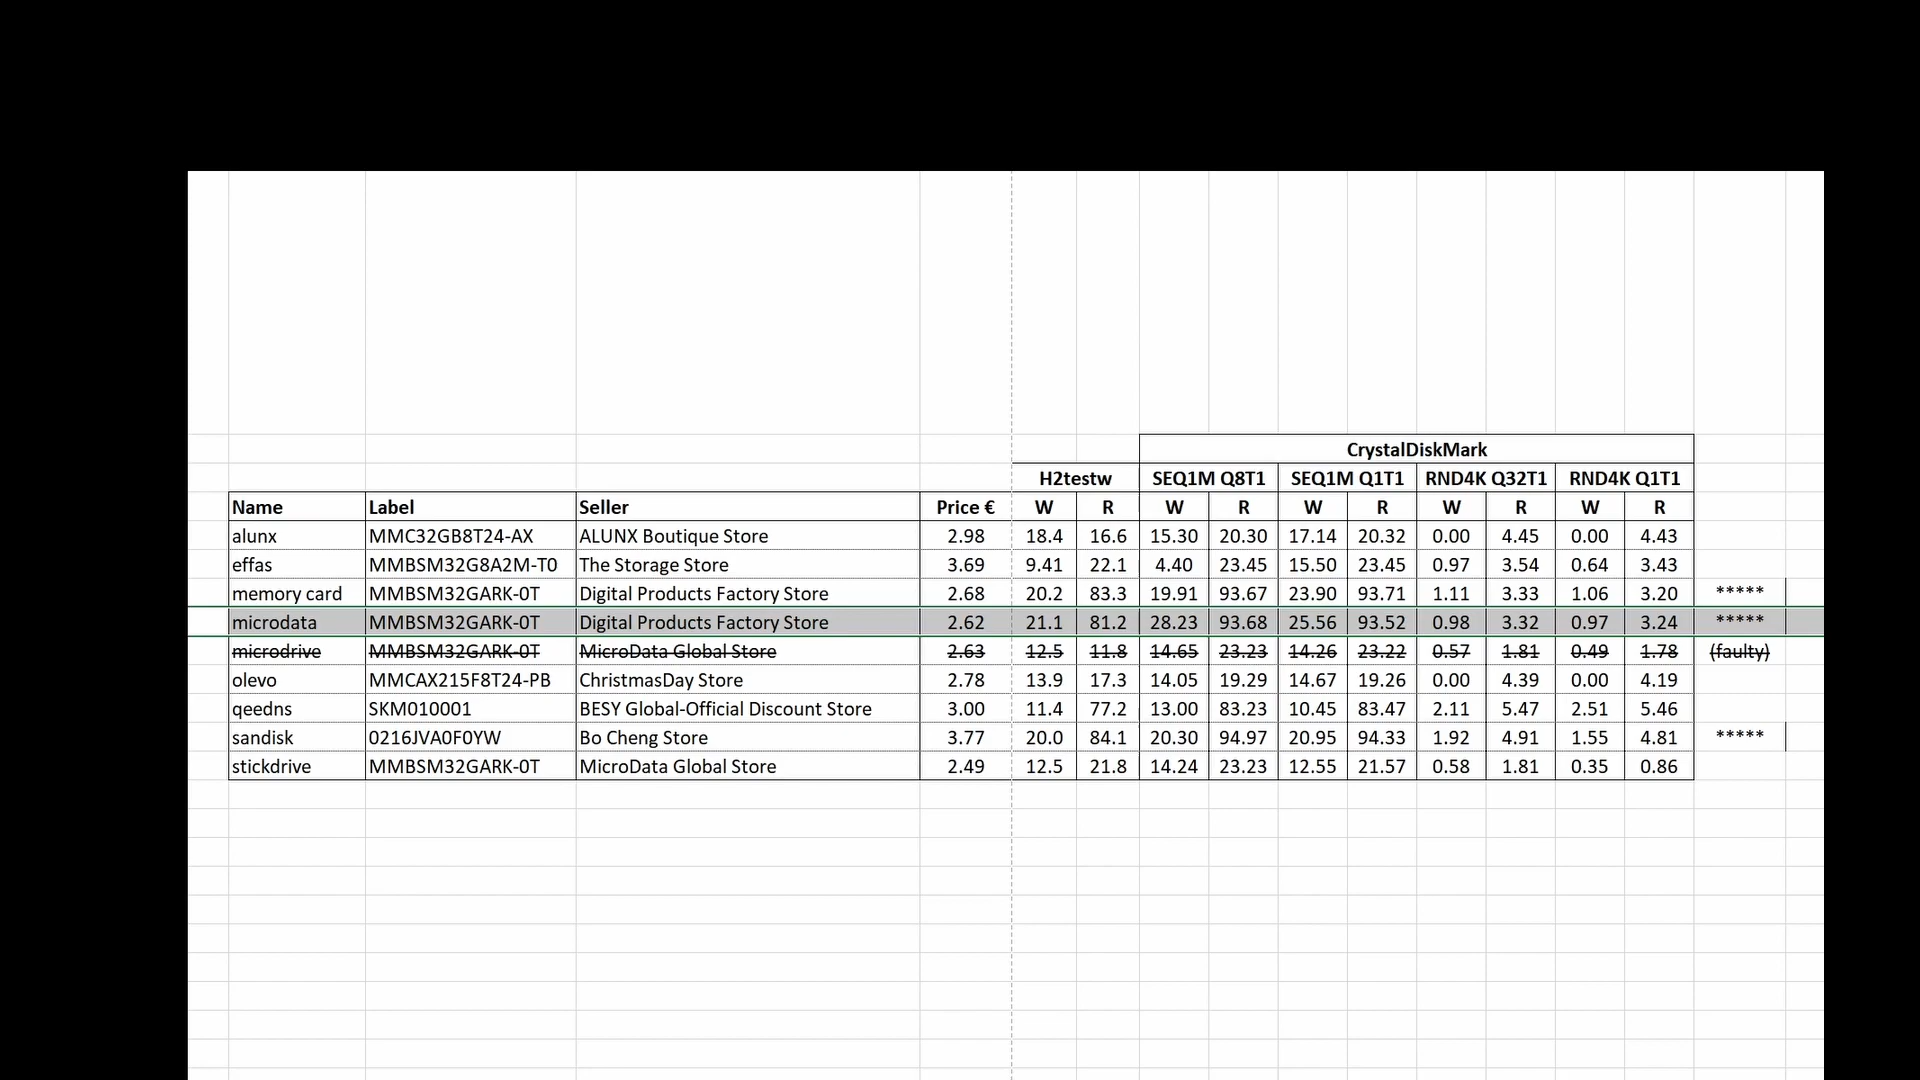 CrystalDiskMark
H2testw SEQ1M Q8T1 SEQ1M Q1T1 RND4K Q32T1 RND4K Q1T1
Name Label Seller Price € W R W R W R W R W R
alunx MMC32GB8T24-AX ALUNX Boutique Store 2.98 18.4 16.6 15.30 20.30 17.14 20.32 0.00 4.45 0.00 4.43
effas MMBSM32G8A2M-T0 The Storage Store 3.69 9.41 22.1 4.40 23.45 15.50 23.45 0.97 3.54 0.64 3.43
memory card MMBSM32GARK-0T Digital Products Factory Store 2.68 20.2 83.3 19.91 93.67 23.90 93.71 1.11 3.33 1.06 3.20 *****
microdata MMBSM32GARK-0T Digital Products Factory Store 2.62 21.1 81.2 28.23 93.68 25.56 93.52 0.98 3.32 0.97 3.24 *****
microdrive MMBSM32GARK-0T MicroData Global Store 2.63 12.5 11.8 14.65 23.23 14.26 23.22 0.57 1.81 0.49 1.78 (faulty)
olevo MMCAX215F8T24-PB ChristmasDay Store 2.78 13.9 17.3 14.05 19.29 14.67 19.26 0.00 4.39 0.00 4.19
qeedns SKM010001 BESY Global-Official Discount Store 3.00 11.4 77.2 13.00 83.23 10.45 83.47 2.11 5.47 2.51 5.46
sandisk 0216JVA0F0YW Bo Cheng Store 3.77 20.0 84.1 20.30 94.97 20.95 94.33 1.92 4.91 1.55 4.81 *****
stickdrive MMBSM32GARK-0T MicroData Global Store 2.49 12.5 21.8 14.24 23.23 12.55 21.57 0.58 1.81 0.35 0.86